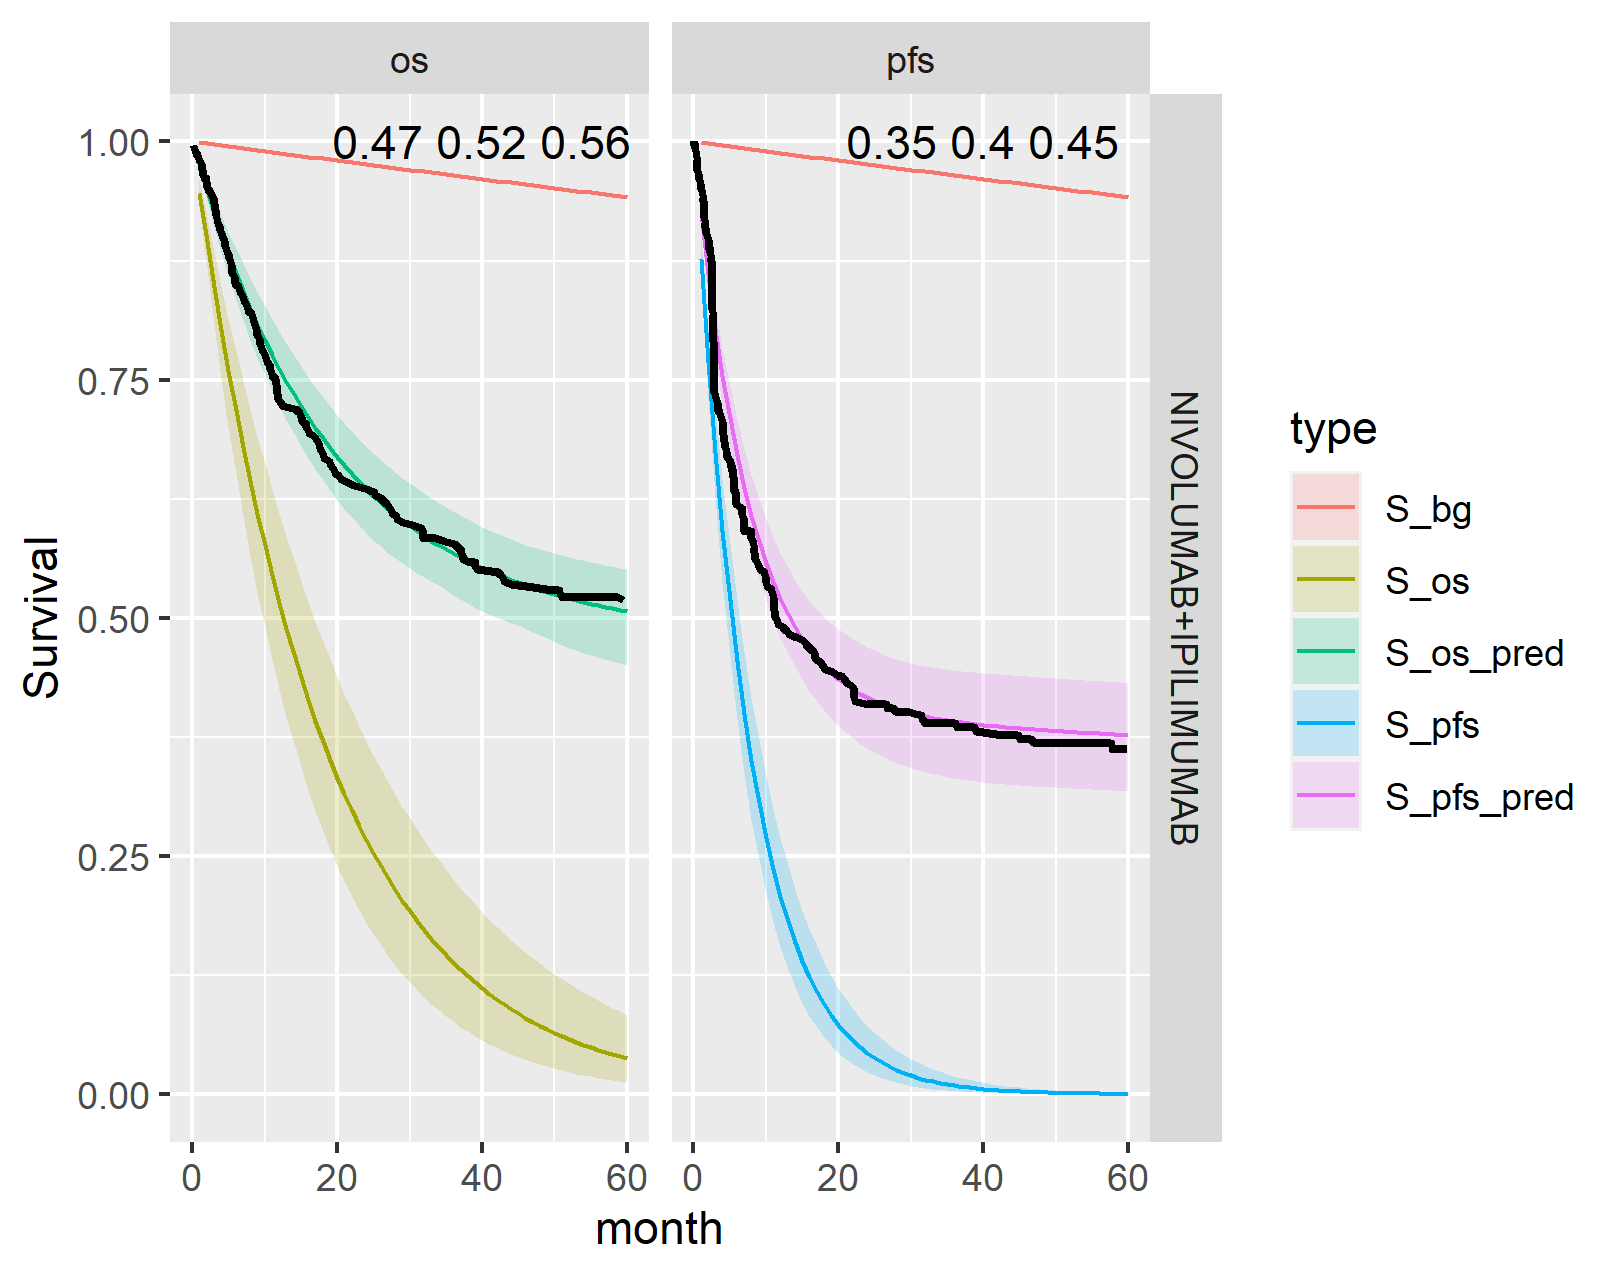 os
pfs
0.47 0.52 0.56
0.35 0.4 0.45
1.00
0.75
0.50
0.25
0.00
Survival
0 20 40 60
0 20 40 60
month
NIVOLUMAB+IPILIMUMAB
type
S_bg
S_os
S_os_pred
S_pfs
S_pfs_pred